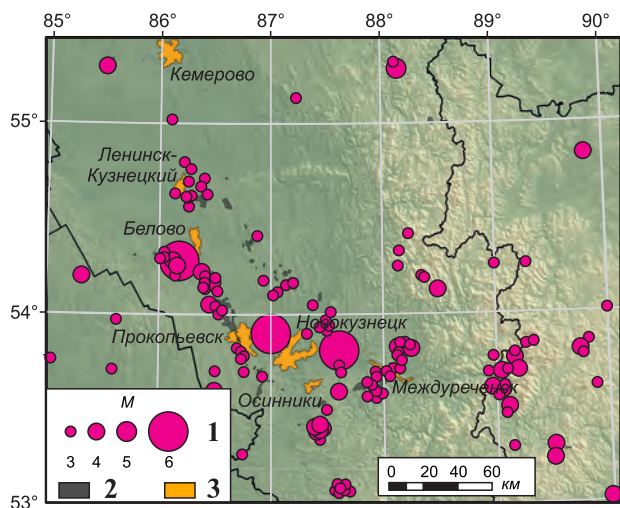 85° 86° 87° 88° 89° 90°
Кемерово
55°
Ленинск-
Кузнецкий
Белово
54°
Новокузнецк
Прокопьевск
Междуреченск
Осинники
М
1
3 4 5 6
2 3
0 20 40 60
км
53°